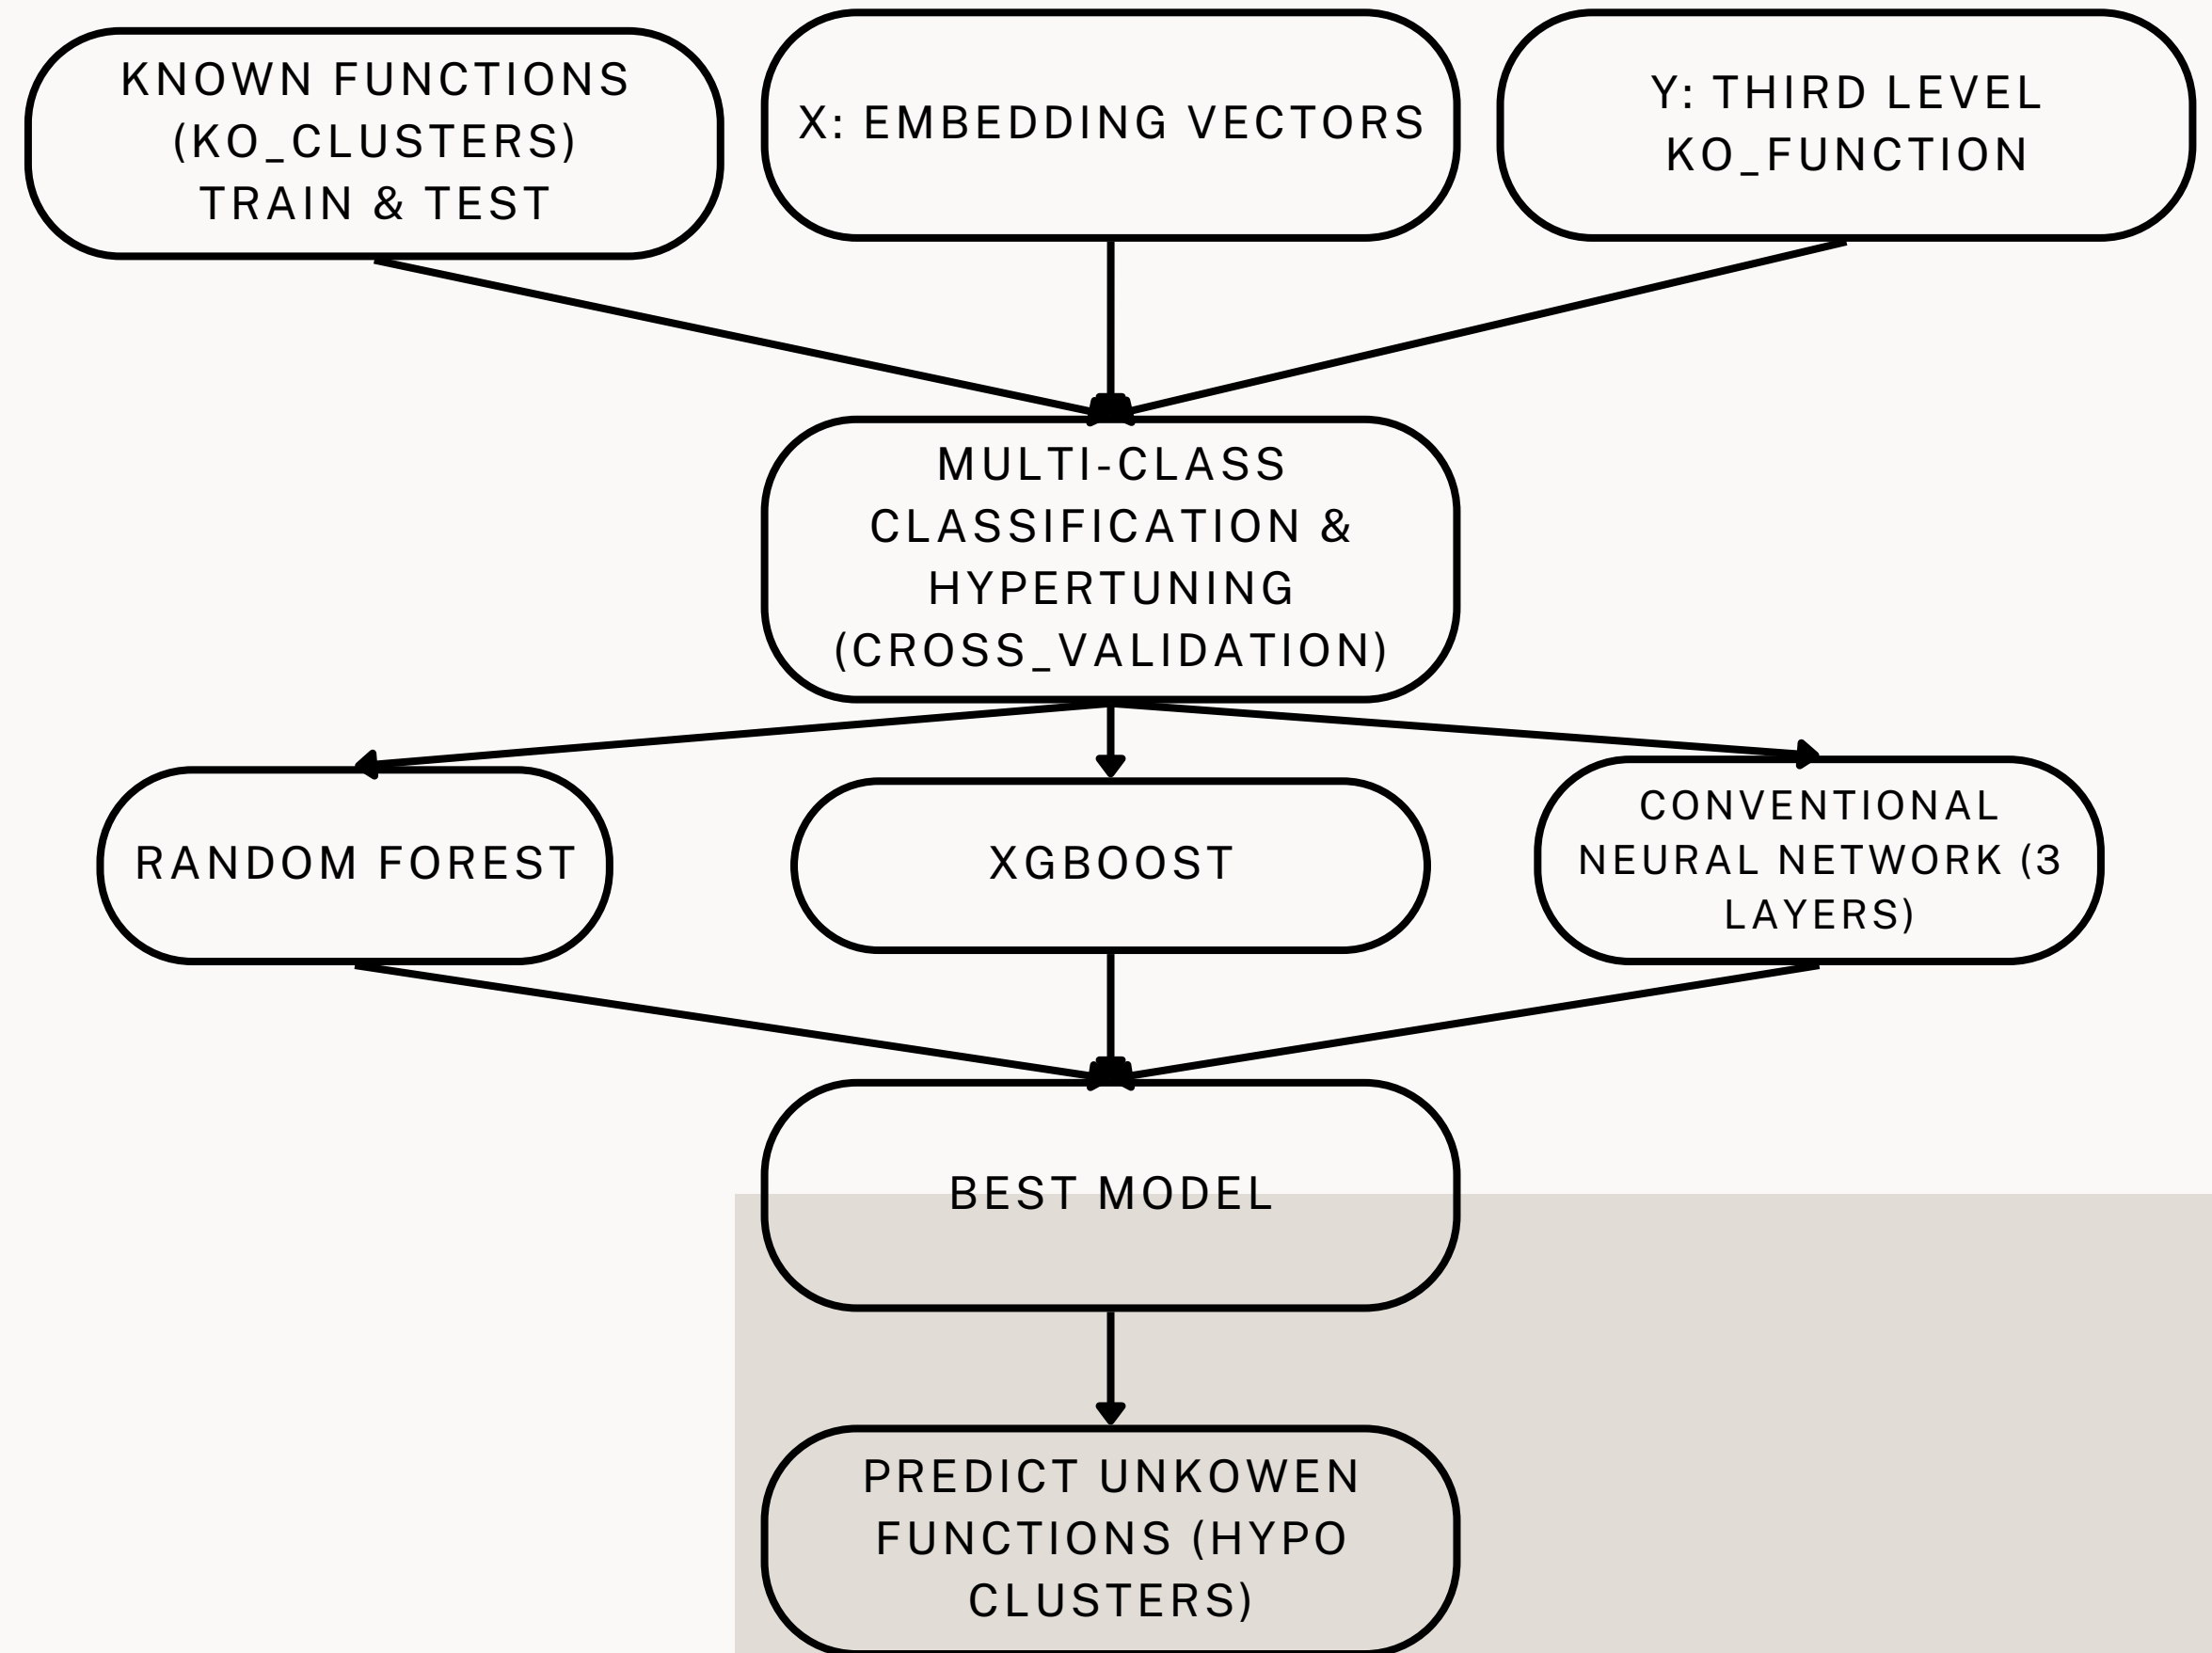 KNOWN FUNCTIONS
(KO_CLUSTERS)
TRAIN & TEST
X: EMBEDDING VECTORS
Y: THIRD LEVEL
KO_FUNCTION
MULTI-CLASS
CLASSIFICATION &
HYPERTUNING
(CROSS_VALIDATION)
RANDOM FOREST
XGBOOST
CONVENTIONAL
NEURAL NETWORK (3
LAYERS)
BEST MODEL
PREDICT UNKOWEN
FUNCTIONS (HYPO
CLUSTERS)